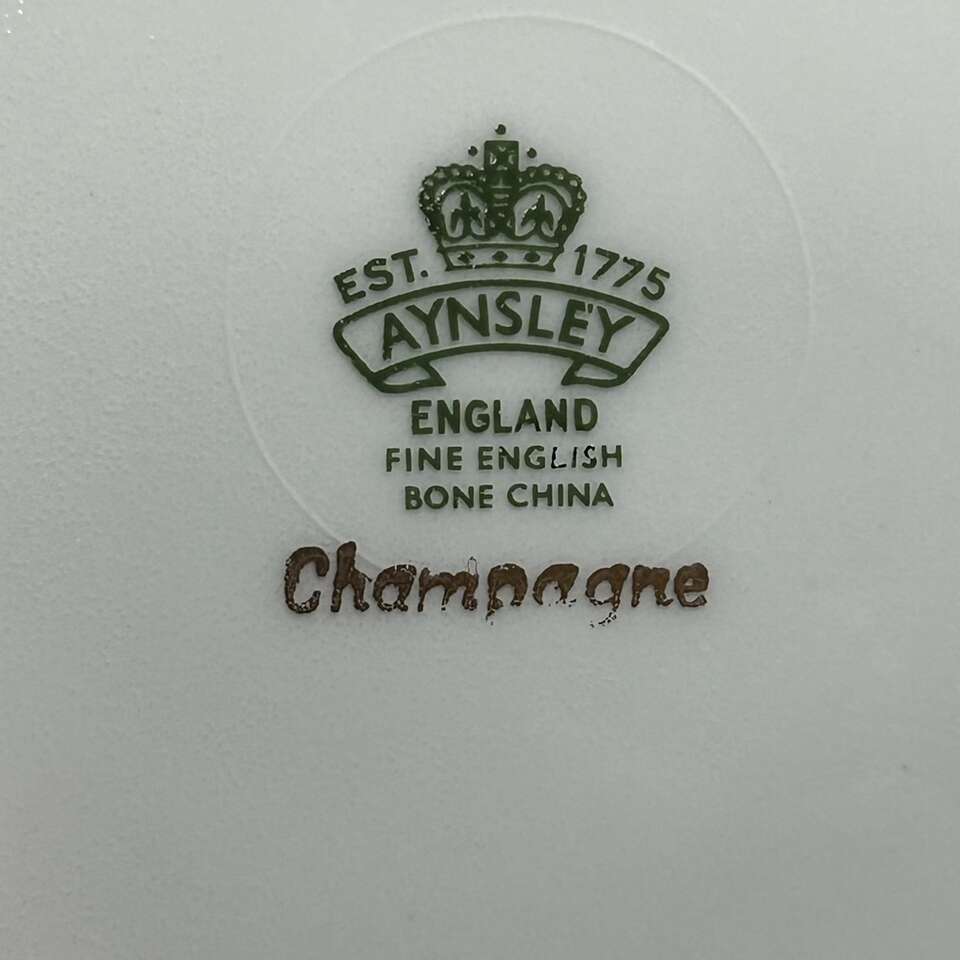 EST. 1775
AYNSLEY
ENGLAND
FINE ENGLISH
BONE CHINA
Champagne